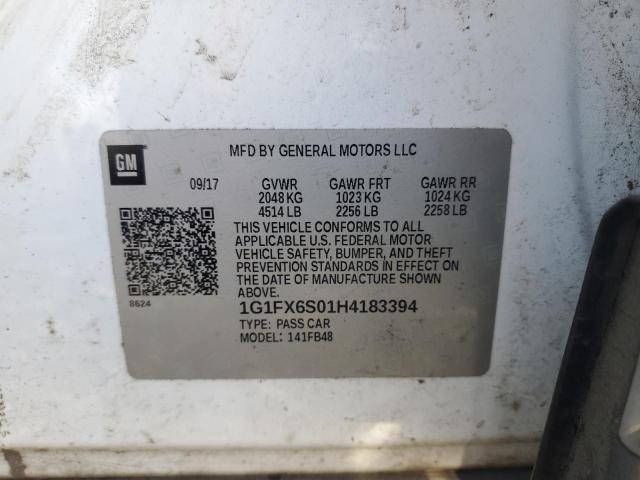 GM
MFD BY GENERAL MOTORS LLC
09/17 GVWR GAWR FRT GAWR RR
2048 KG 1023 KG 1024 KG
4514 LB 2256 LB 2258 LB
THIS VEHICLE CONFORMS TO ALL
APPLICABLE U.S. FEDERAL MOTOR
VEHICLE SAFETY, BUMPER, AND THEFT
PREVENTION STANDARDS IN EFFECT ON
THE DATE OF MANUFACTURE SHOWN
ABOVE.
8624
1G1FX6S01H4183394
TYPE: PASS CAR
MODEL: 141FB48